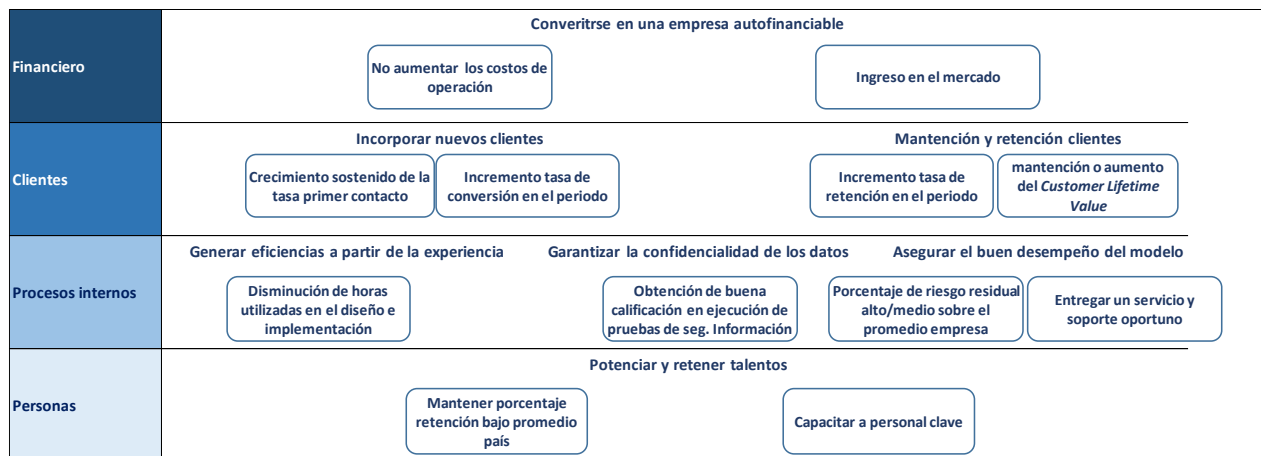 Converitrse en una empresa autofinanciable
Financiero
No aumentar los costos de
operación
Ingreso en el mercado
Incorporar nuevos clientes
Mantención y retención clientes
Clientes
Crecimiento sostenido de la
tasa primer contacto
Incremento tasa de
conversión en el periodo
Incremento tasa de
retención en el periodo
mantención o aumento
del Customer Lifetime
Value
Generar eficiencias a partir de la experiencia
Garantizar la confidencialidad de los datos
Asegurar el buen desempeño del modelo
Procesos internos
Disminución de horas
utilizadas en el diseño e
implementación
Obtención de buena
calificación en ejecución de
pruebas de seg. Información
Porcentaje de riesgo residual
alto/medio sobre el
promedio empresa
Entregar un servicio y
soporte oportuno
Potenciar y retener talentos
Personas
Mantener porcentaje
retención bajo promedio
país
Capacitar a personal clave